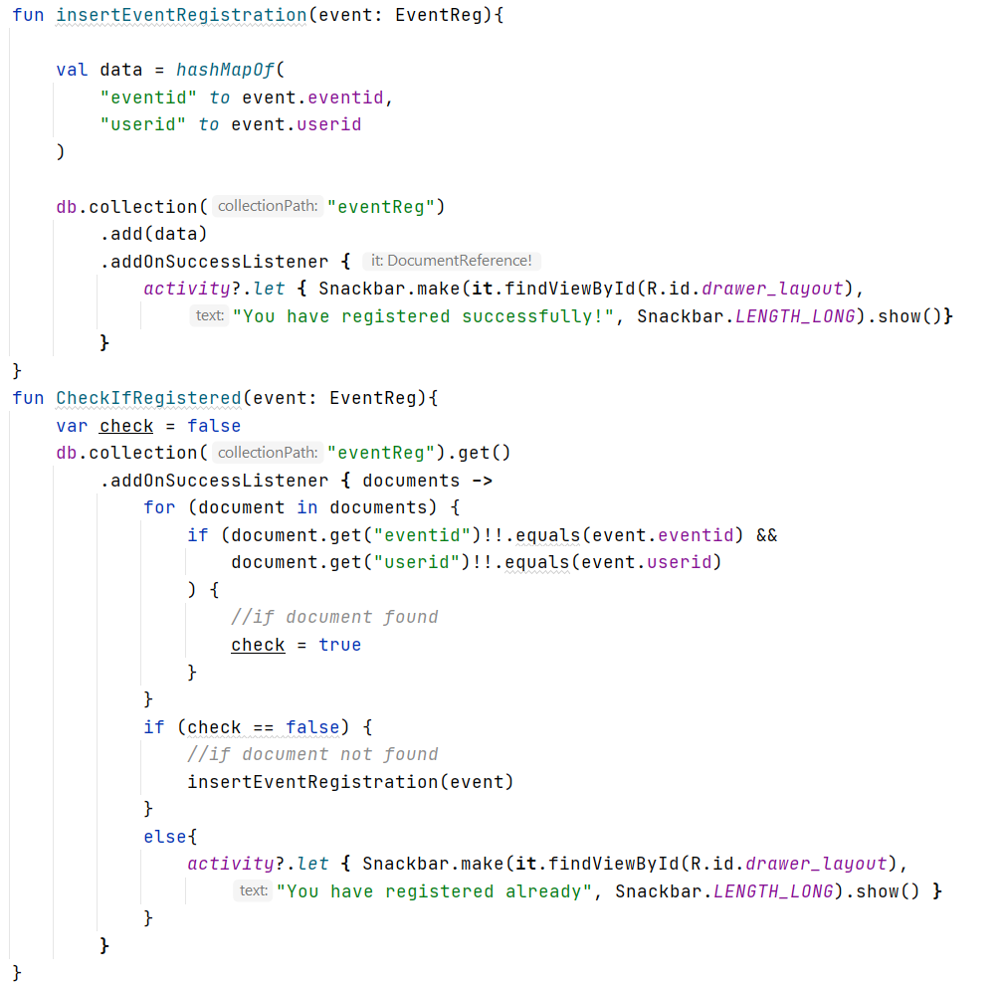 fun insertEventRegistration(event: EventReg){
val data = hashMapOf(
"eventid" to event.eventid,
"userid" to event.userid
)
db.collection( collectionPath: "eventReg")
.add(data)
.addOnSuccessListener { it: DocumentReference!
activity?.let { Snackbar.make(it.findViewById(R.id.drawer_layout),
text: "You have registered successfully!", Snackbar.LENGTH_LONG).show()}
}
}
fun CheckIfRegistered(event: EventReg){
var check = false
db.collection( collectionPath: "eventReg").get()
.addOnSuccessListener { documents ->
for (document in documents) {
if (document.get("eventid")!!.equals(event.eventid) &&
document.get("userid")!!.equals(event.userid)
) {
//if document found
check = true
}
}
if (check == false) {
//if document not found
insertEventRegistration(event)
}
else{
activity?.let { Snackbar.make(it.findViewById(R.id.drawer_layout),
text: "You have registered already", Snackbar.LENGTH_LONG).show() }
}
}
}